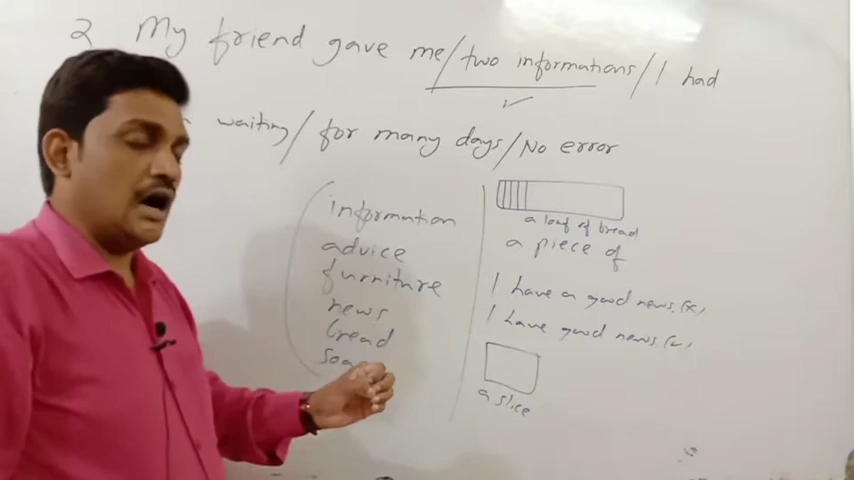 2 My friend gave me/two informations/I had
waiting/for many days/No error
information
advice
furniture
news
bread
a loaf of bread
a piece of
I have a good news. (x)
I have good news. (✓)
a slice